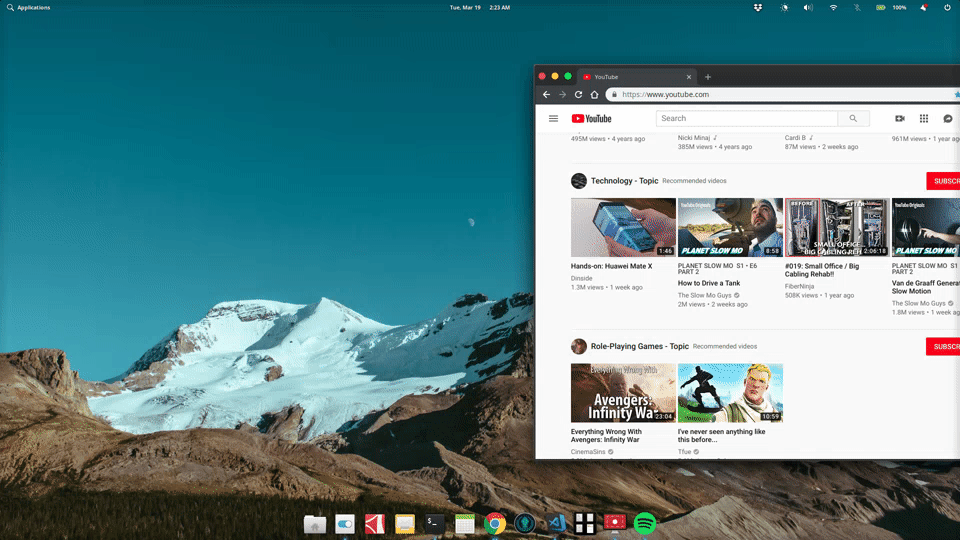 Applications
Tue, Mar 19 2:23 AM
100%
YouTube
https://www.youtube.com
YouTube
Search
495M views • 4 years ago
Nicki Minaj ♪
385M views • 4 years ago
Cardi B ♪
87M views • 2 weeks ago
961M views • 1 year ag
Technology - Topic Recommended videos
SUBSCR
1:46
YouTube Originals
PLANET SLOW MO
8:58
BEFORE AFTER
SMALL OFFICE
BIG CABLING REH
2:06:18
YouTube Originals
PLANET SLOW MO
Hands-on: Huawei Mate X
Dinside
1.3M views • 1 week ago
PLANET SLOW MO S1 • E6
PART 2
How to Drive a Tank
The Slow Mo Guys
2M views • 2 weeks ago
#019: Small Office / Big
Cabling Rehab!!
FiberNinja
508K views • 1 year ago
PLANET SLOW MO S1 •
PART 2
Van de Graaff Generat
Slow Motion
The Slow Mo Guys
1.8M views • 1 week ag
Role-Playing Games - Topic Recommended videos
SUBSCR
Everything Wrong With
Avengers:
Infinity Wa
23:04
10:59
Everything Wrong With
Avengers: Infinity War
CinemaSins
I've never seen anything like
this before...
Tfue